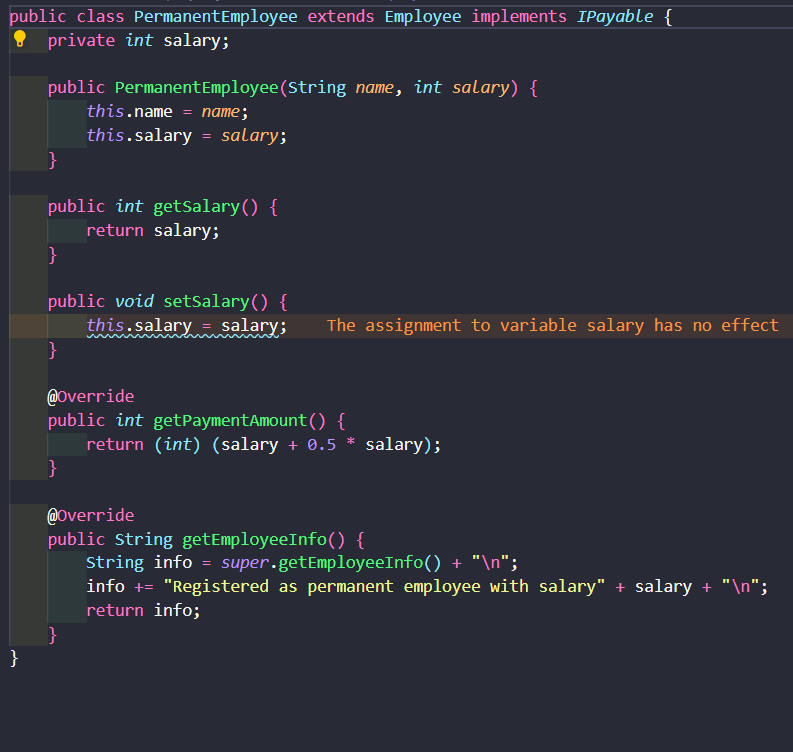 public class PermanentEmployee extends Employee implements IPayable {
    private int salary;

    public PermanentEmployee(String name, int salary) {
        this.name = name;
        this.salary = salary;
    }

    public int getSalary() {
        return salary;
    }

    public void setSalary() {
        this.salary = salary;    The assignment to variable salary has no effect
    }

    @Override
    public int getPaymentAmount() {
        return (int) (salary + 0.5 * salary);
    }

    @Override
    public String getEmployeeInfo() {
        String info = super.getEmployeeInfo() + "\n";
        info += "Registered as permanent employee with salary" + salary + "\n";
        return info;
    }
}